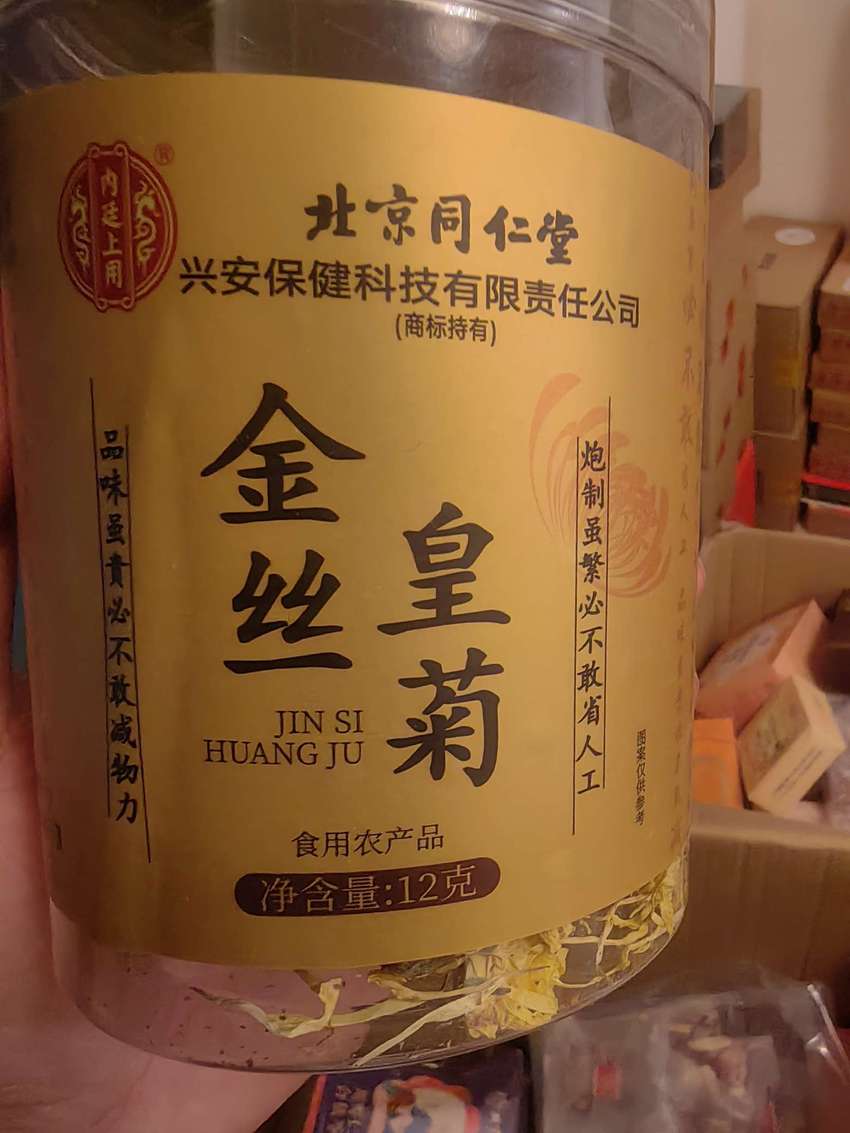 内廷上用
®
北京同仁堂
兴安保健科技有限责任公司
(商标持有)
品味虽貴必不敢减物力
炮制虽繁必不敢省人工
金丝
皇菊
JIN SI
HUANG JU
图案仅供参考
食用农产品
净含量:12克